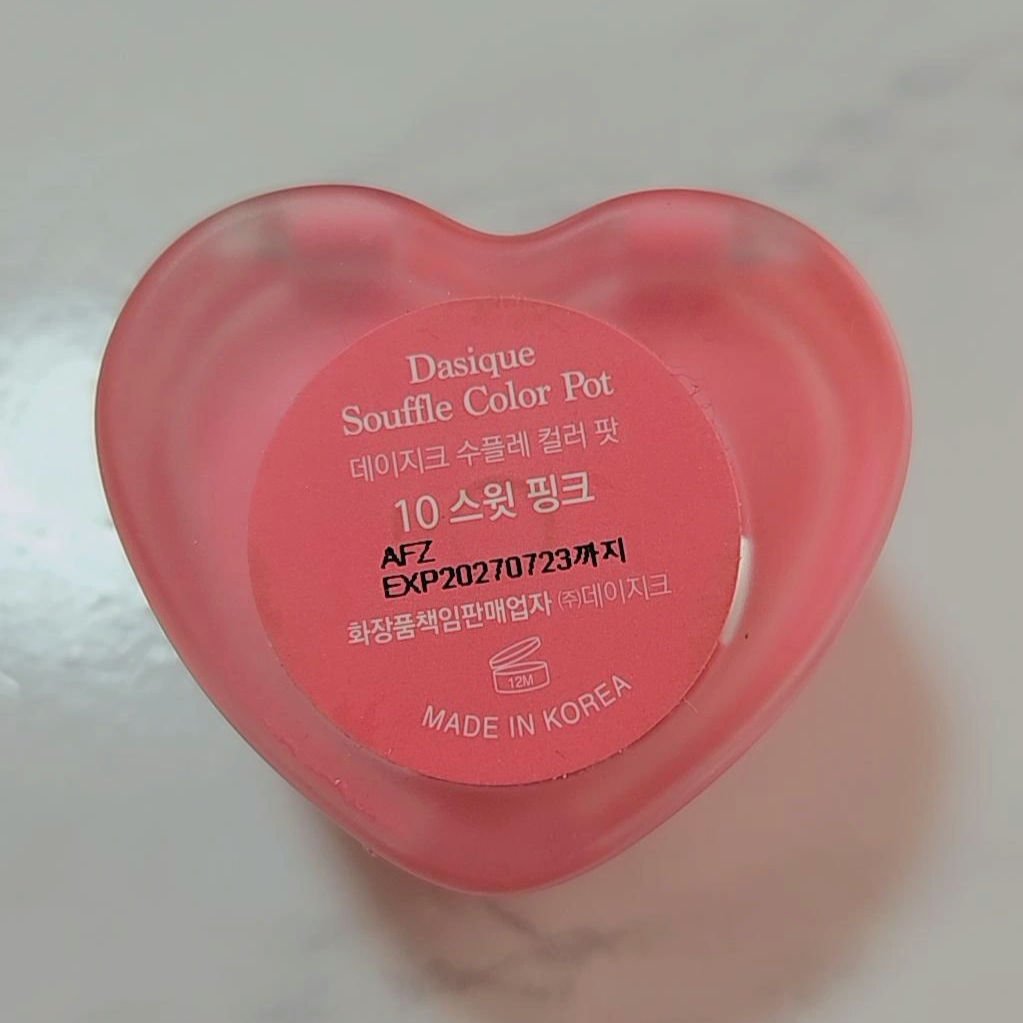 Dasique
Souffle Color Pot
데이지크 수플레 컬러 팟
10 스윗 핑크
AFZ
EXP20270723까지
화장품책임판매업자 ㈜데이지크
12M
MADE IN KOREA